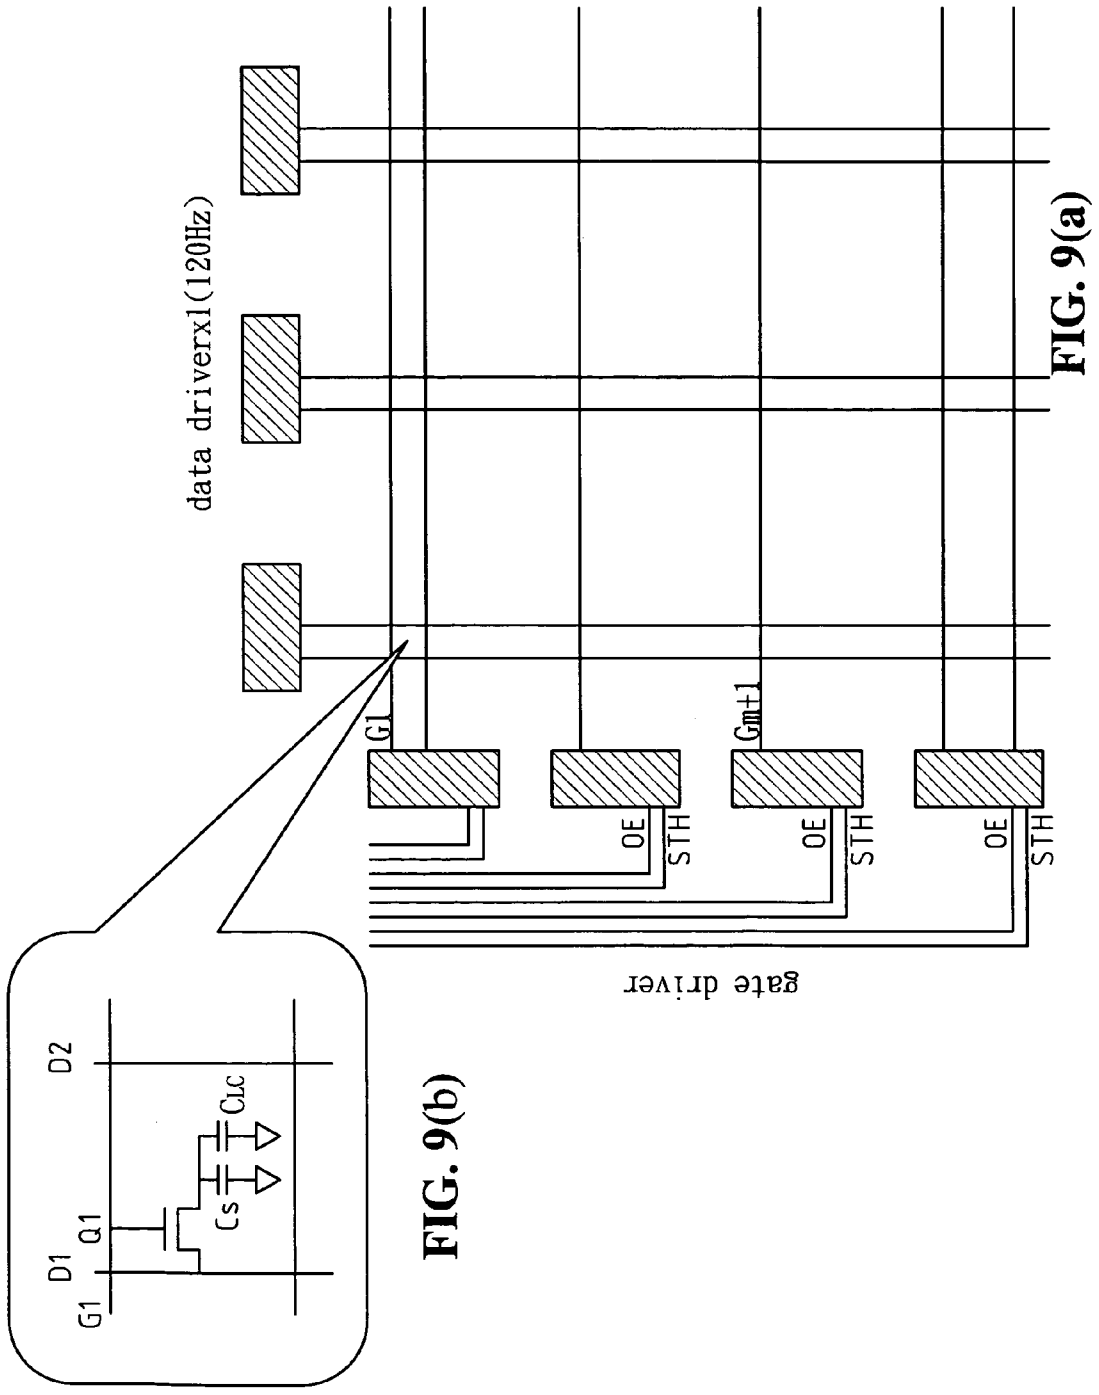 data driverx1(120Hz)
G1
Gm+1
OE
STH
OE
STH
OE
STH
gate driver
FIG. 9(a)
D1
D2
G1
Q1
Cs
CLC
FIG. 9(b)